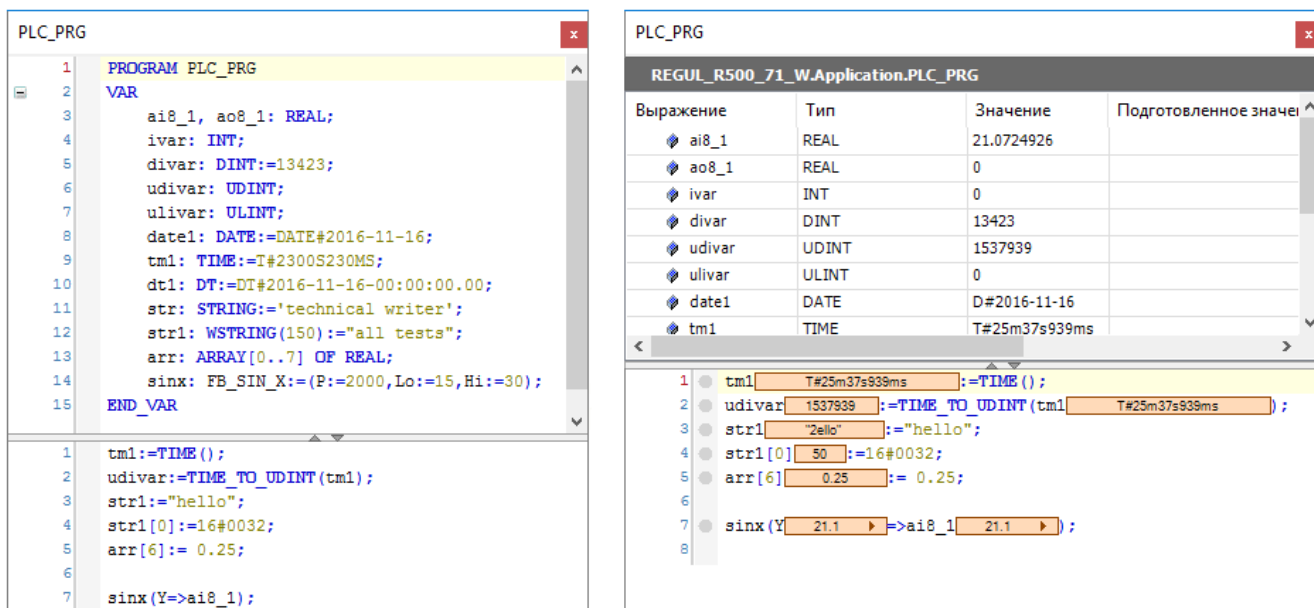 PLC_PRG
x
1 PROGRAM PLC_PRG
2 VAR
3 ai8_1, ao8_1: REAL;
4 ivar: INT;
5 divar: DINT:=13423;
6 udivar: UDINT;
7 ulivar: ULINT;
8 date1: DATE:=DATE#2016-11-16;
9 tm1: TIME:=T#2300S230MS;
10 dt1: DT:=DT#2016-11-16-00:00:00.00;
11 str: STRING:='technical writer';
12 str1: WSTRING(150):="all tests";
13 arr: ARRAY[0..7] OF REAL;
14 sinx: FB_SIN_X:=(P:=2000,Lo:=15,Hi:=30);
15 END_VAR
1 tm1:=TIME();
2 udivar:=TIME_TO_UDINT(tm1);
3 str1:="hello";
4 str1[0]:=16#0032;
5 arr[6]:= 0.25;
6
7 sinx(Y=>ai8_1);
PLC_PRG
x
REGUL_R500_71_W.Application.PLC_PRG
Выражение Тип Значение Подготовленное значе
ai8_1 REAL 21.0724926
ao8_1 REAL 0
ivar INT 0
divar DINT 13423
udivar UDINT 1537939
ulivar ULINT 0
date1 DATE D#2016-11-16
tm1 TIME T#25m37s939ms
1 tm1 T#25m37s939ms :=TIME();
2 udivar 1537939 :=TIME_TO_UDINT(tm1 T#25m37s939ms );
3 str1 "2ello" :="hello";
4 str1[0] 50 :=16#0032;
5 arr[6] 0.25 := 0.25;
6
7 sinx(Y 21.1 =>ai8_1 21.1 );
8